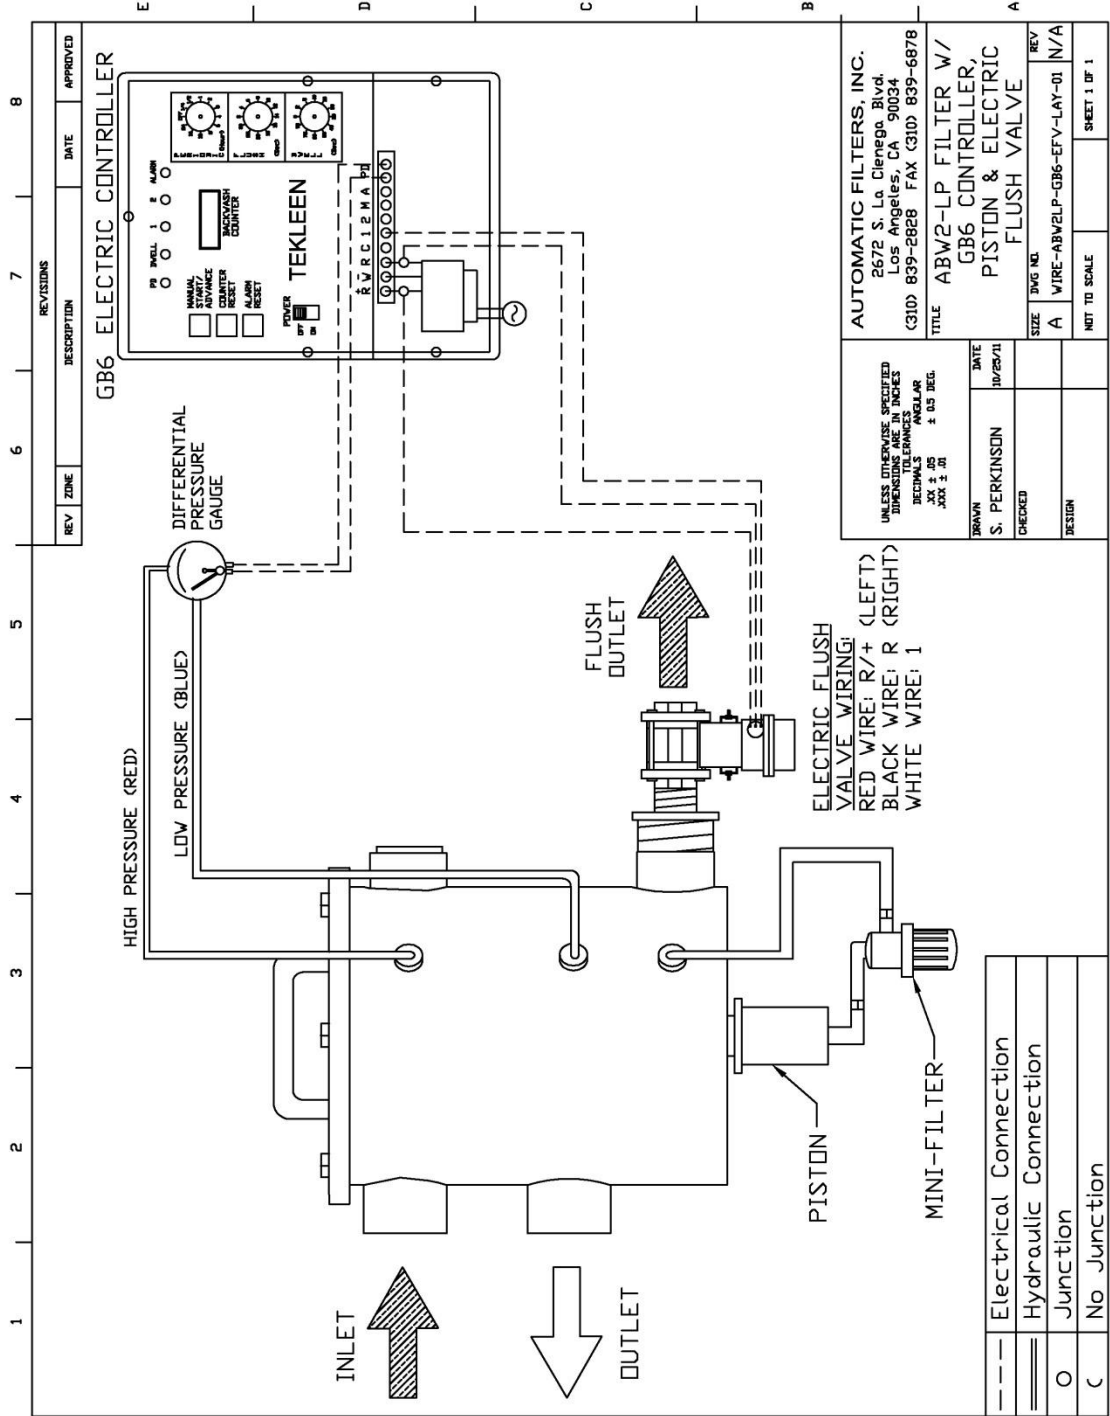 8
7
6
5
4
3
2
1
E
D
C
B
A
REVISIONS
REV
ZONE
DESCRIPTION
DATE
APPROVED
GB6 ELECTRIC CONTROLLER
PD
DWELL
1
2
ALARM
MANUAL
START/
ADVANCE
COUNTER
RESET
ALARM
RESET
BACKWASH
COUNTER
POWER
OFF
ON
TEKLEEN
FLUSH
(Sec)
DWELL
(Sec)
+ -
R W R C 1 2 M A PD
DIFFERENTIAL
PRESSURE
GAUGE
HIGH PRESSURE (RED)
LOW PRESSURE (BLUE)
FLUSH
OUTLET
INLET
OUTLET
PISTON
MINI-FILTER
ELECTRIC FLUSH
VALVE WIRING:
RED WIRE: R/+ (LEFT)
BLACK WIRE: R (RIGHT)
WHITE WIRE: 1
Electrical Connection
Hydraulic Connection
Junction
No Junction
UNLESS OTHERWISE SPECIFIED
DIMENSIONS ARE IN INCHES
TOLERANCES
DECIMALS ANGULAR
.XX ± .05 ± 0.5 DEG.
.XXX ± .01
DRAWN
S. PERKINSON
DATE
10/25/11
CHECKED
DESIGN
AUTOMATIC FILTERS, INC.
2672 S. La Cienega Blvd.
Los Angeles, CA 90034
(310) 839-2828 FAX (310) 839-6878
TITLE
ABW2-LP FILTER W/
GB6 CONTROLLER,
PISTON & ELECTRIC
FLUSH VALVE
SIZE
A
DWG NO.
WIRE-ABW2LP-GB6-EFV-LAY-01
REV
N/A
NOT TO SCALE
SHEET 1 OF 1